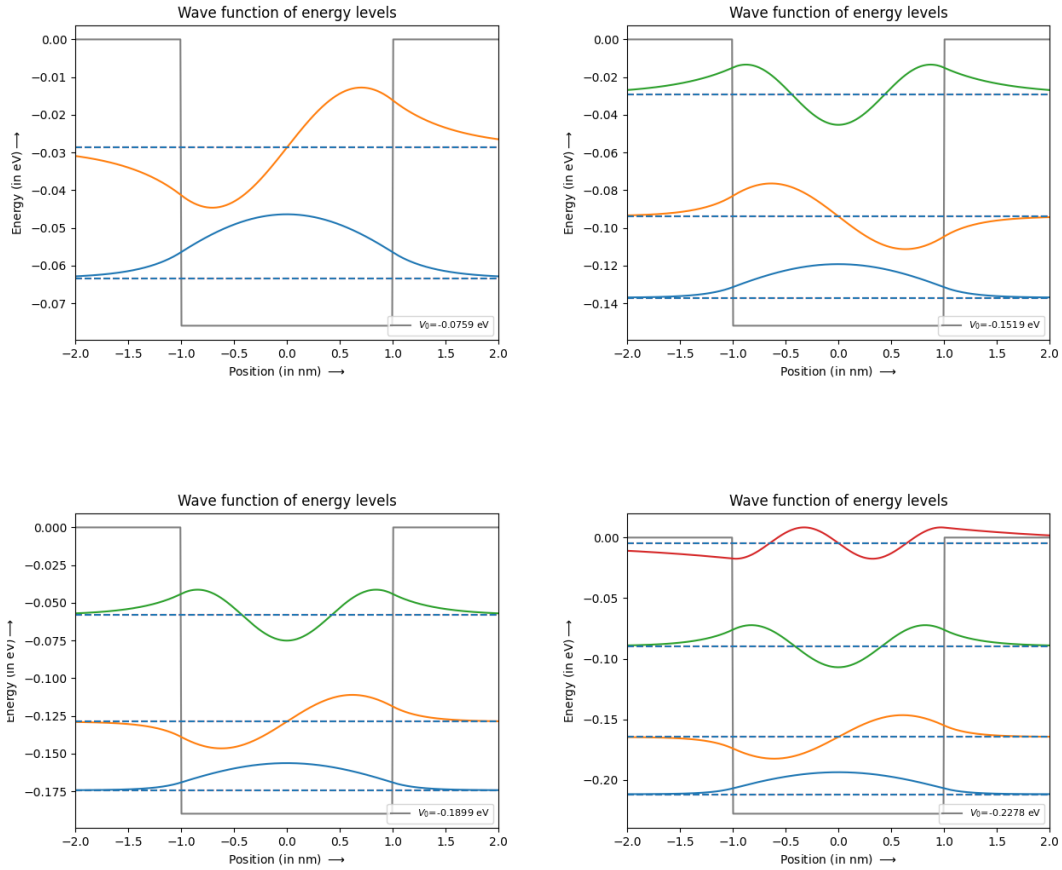 Wave function of energy levels
0.00
−0.01
−0.02
−0.03
−0.04
−0.05
−0.06
−0.07
Energy (in eV) ⟶
V₀=-0.0759 eV
−2.0 −1.5 −1.0 −0.5 0.0 0.5 1.0 1.5 2.0
Position (in nm) ⟶
Wave function of energy levels
0.00
−0.02
−0.04
−0.06
−0.08
−0.10
−0.12
−0.14
Energy (in eV) ⟶
V₀=-0.1519 eV
−2.0 −1.5 −1.0 −0.5 0.0 0.5 1.0 1.5 2.0
Position (in nm) ⟶
Wave function of energy levels
0.000
−0.025
−0.050
−0.075
−0.100
−0.125
−0.150
−0.175
Energy (in eV) ⟶
V₀=-0.1899 eV
−2.0 −1.5 −1.0 −0.5 0.0 0.5 1.0 1.5 2.0
Position (in nm) ⟶
Wave function of energy levels
0.00
−0.05
−0.10
−0.15
−0.20
Energy (in eV) ⟶
V₀=-0.2278 eV
−2.0 −1.5 −1.0 −0.5 0.0 0.5 1.0 1.5 2.0
Position (in nm) ⟶